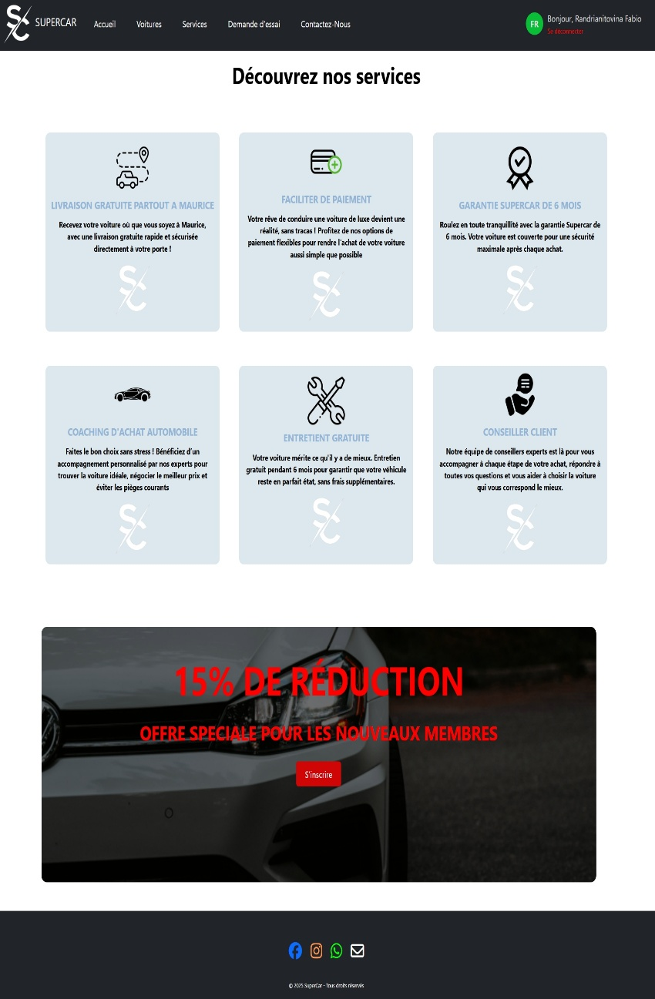 SC SUPERCAR Accueil Voitures Services Demande d'essai Contactez-Nous
FR Bonjour, Randrianitovina Fabio
Se déconnecter
Découvrez nos services
LIVRAISON GRATUITE PARTOUT A MAURICE
Recevez votre voiture où que vous soyez à Maurice,
avec une livraison gratuite rapide et sécurisée
directement à votre porte !
SC
FACILITER DE PAIEMENT
Votre rêve de conduire une voiture de luxe devient une
réalité, sans tracas ! Profitez de nos options de
paiement flexibles pour rendre l'achat de votre voiture
aussi simple que possible
SC
GARANTIE SUPERCAR DE 6 MOIS
Roulez en toute tranquillité avec la garantie Supercar de
6 mois. Votre voiture est couverte pour une sécurité
maximale après chaque achat.
SC
COACHING D'ACHAT AUTOMOBILE
Faites le bon choix sans stress ! Bénéficiez d'un
accompagnement personnalisé par nos experts pour
trouver la voiture idéale, négocier le meilleur prix et
éviter les pièges courants
SC
ENTRETIENT GRATUITE
Votre voiture mérite ce qu'il y a de mieux. Entretien
gratuit pendant 6 mois pour garantir que votre véhicule
reste en parfait état, sans frais supplémentaires.
SC
CONSEILLER CLIENT
Notre équipe de conseillers experts est là pour vous
accompagner à chaque étape de votre achat, répondre à
toutes vos questions et vous aider à choisir la voiture
qui vous correspond le mieux.
SC
15% DE RÉDUCTION
OFFRE SPECIALE POUR LES NOUVEAUX MEMBRES
S'inscrire
© 2025 SuperCar - Tous droits réservés